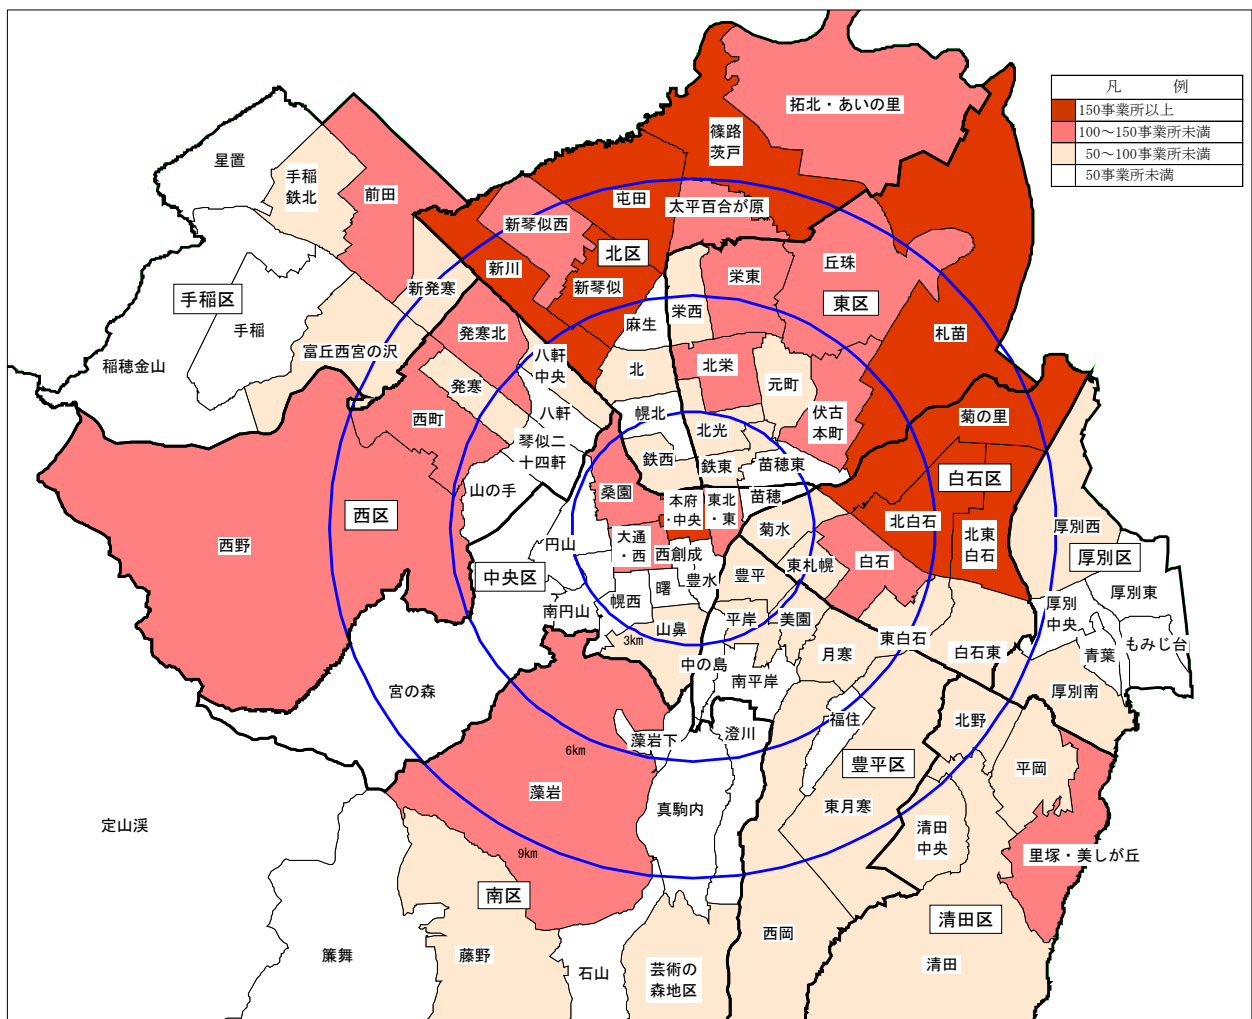 凡　例
150事業所以上
100～150事業所未満
50～100事業所未満
50事業所未満
拓北・あいの里
篠路
茨戸
星置
手稲
鉄北
前田
屯田
太平百合が原
新琴似西
北区
新川
新琴似
栄東
丘珠
東区
手稲区
新発寒
手稲
麻生
栄西
札苗
発寒北
富丘西宮の沢
稲穂金山
八軒
中央
北
北栄
元町
発寒
西町
八軒
幌北
北光
伏古
本町
菊の里
琴似二
十四軒
鉄西
鉄東
苗穂東
白石区
山の手
桑園
本府
・中央
東北
・東
苗穂
西区
菊水
北白石
北東
白石
厚別西
西野
円山
大通
・西
西創成
厚別区
中央区
豊水
豊平
東札幌
白石
曙
幌西
南円山
厚別
中央
厚別東
山鼻
平岸
美園
3km
東白石
もみじ台
中の島
月寒
白石東
青葉
南平岸
宮の森
厚別南
福住
北野
藻岩下
澄川
6km
豊平区
平岡
藻岩
真駒内
東月寒
定山渓
清田
中央
9km
里塚・美しが丘
南区
清田区
西岡
簾舞
藤野
石山
芸術の
森地区
清田